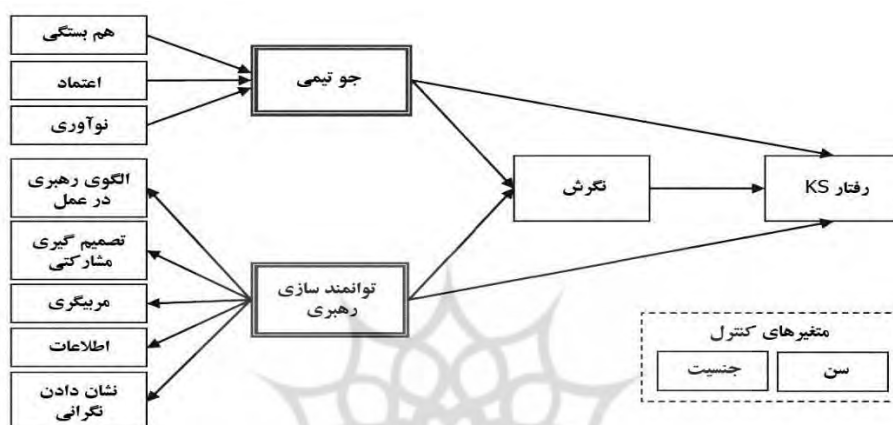 هم بستگی
اعتماد
نوآوری
جو تیمی
الگوی رهبری
در عمل
تصمیم گیری
مشارکتی
مربیگری
اطلاعات
نشان دادن
نگرانی
توانمند سازی
رهبری
نگرش
رفتار KS
متغیرهای کنترل
سن
جنسیت